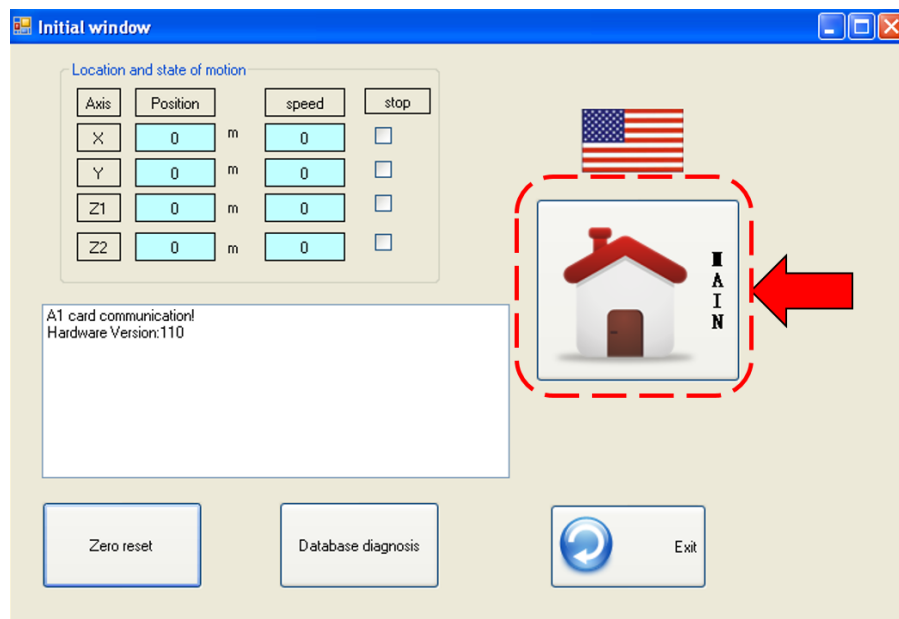 Initial window
Location and state of motion
Axis Position speed stop
X 0 m 0
Y 0 m 0
Z1 0 m 0
Z2 0 m 0
MAIN
A1 card communication!
Hardware Version:110
Zero reset Database diagnosis Exit